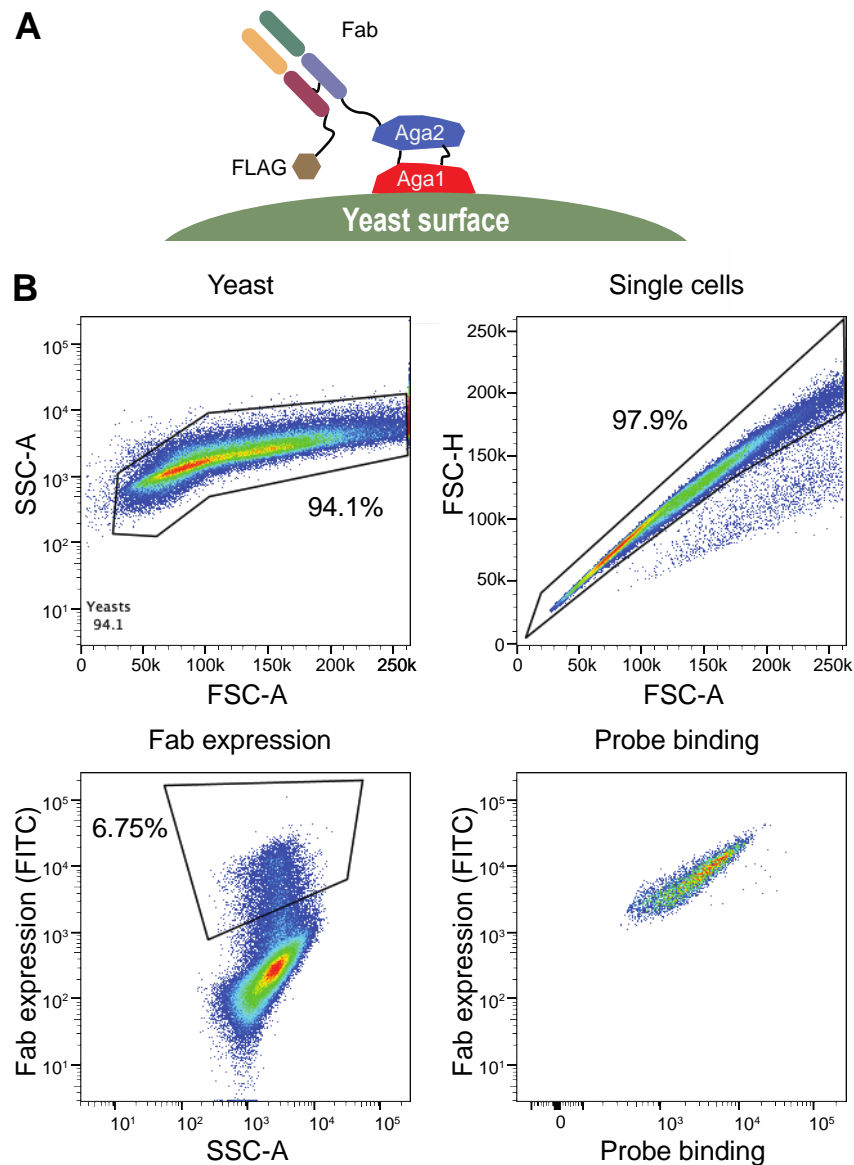 A
Fab
Aga2
FLAG
Aga1
Yeast surface
B
Yeast
Single cells
SSC-A
10⁵
10⁴
10³
10²
10¹
94.1%
Yeasts
94.1
0 50k 100k 150k 200k 250k
FSC-A
FSC-H
250k
200k
150k
100k
50k
0
97.9%
0 50k 100k 150k 200k 250k
FSC-A
Fab expression
Probe binding
Fab expression (FITC)
10⁵
10⁴
10³
10²
10¹
6.75%
10¹ 10² 10³ 10⁴ 10⁵
SSC-A
Fab expression (FITC)
10⁵
10⁴
10³
10²
10¹
0 10³ 10⁴ 10⁵
Probe binding